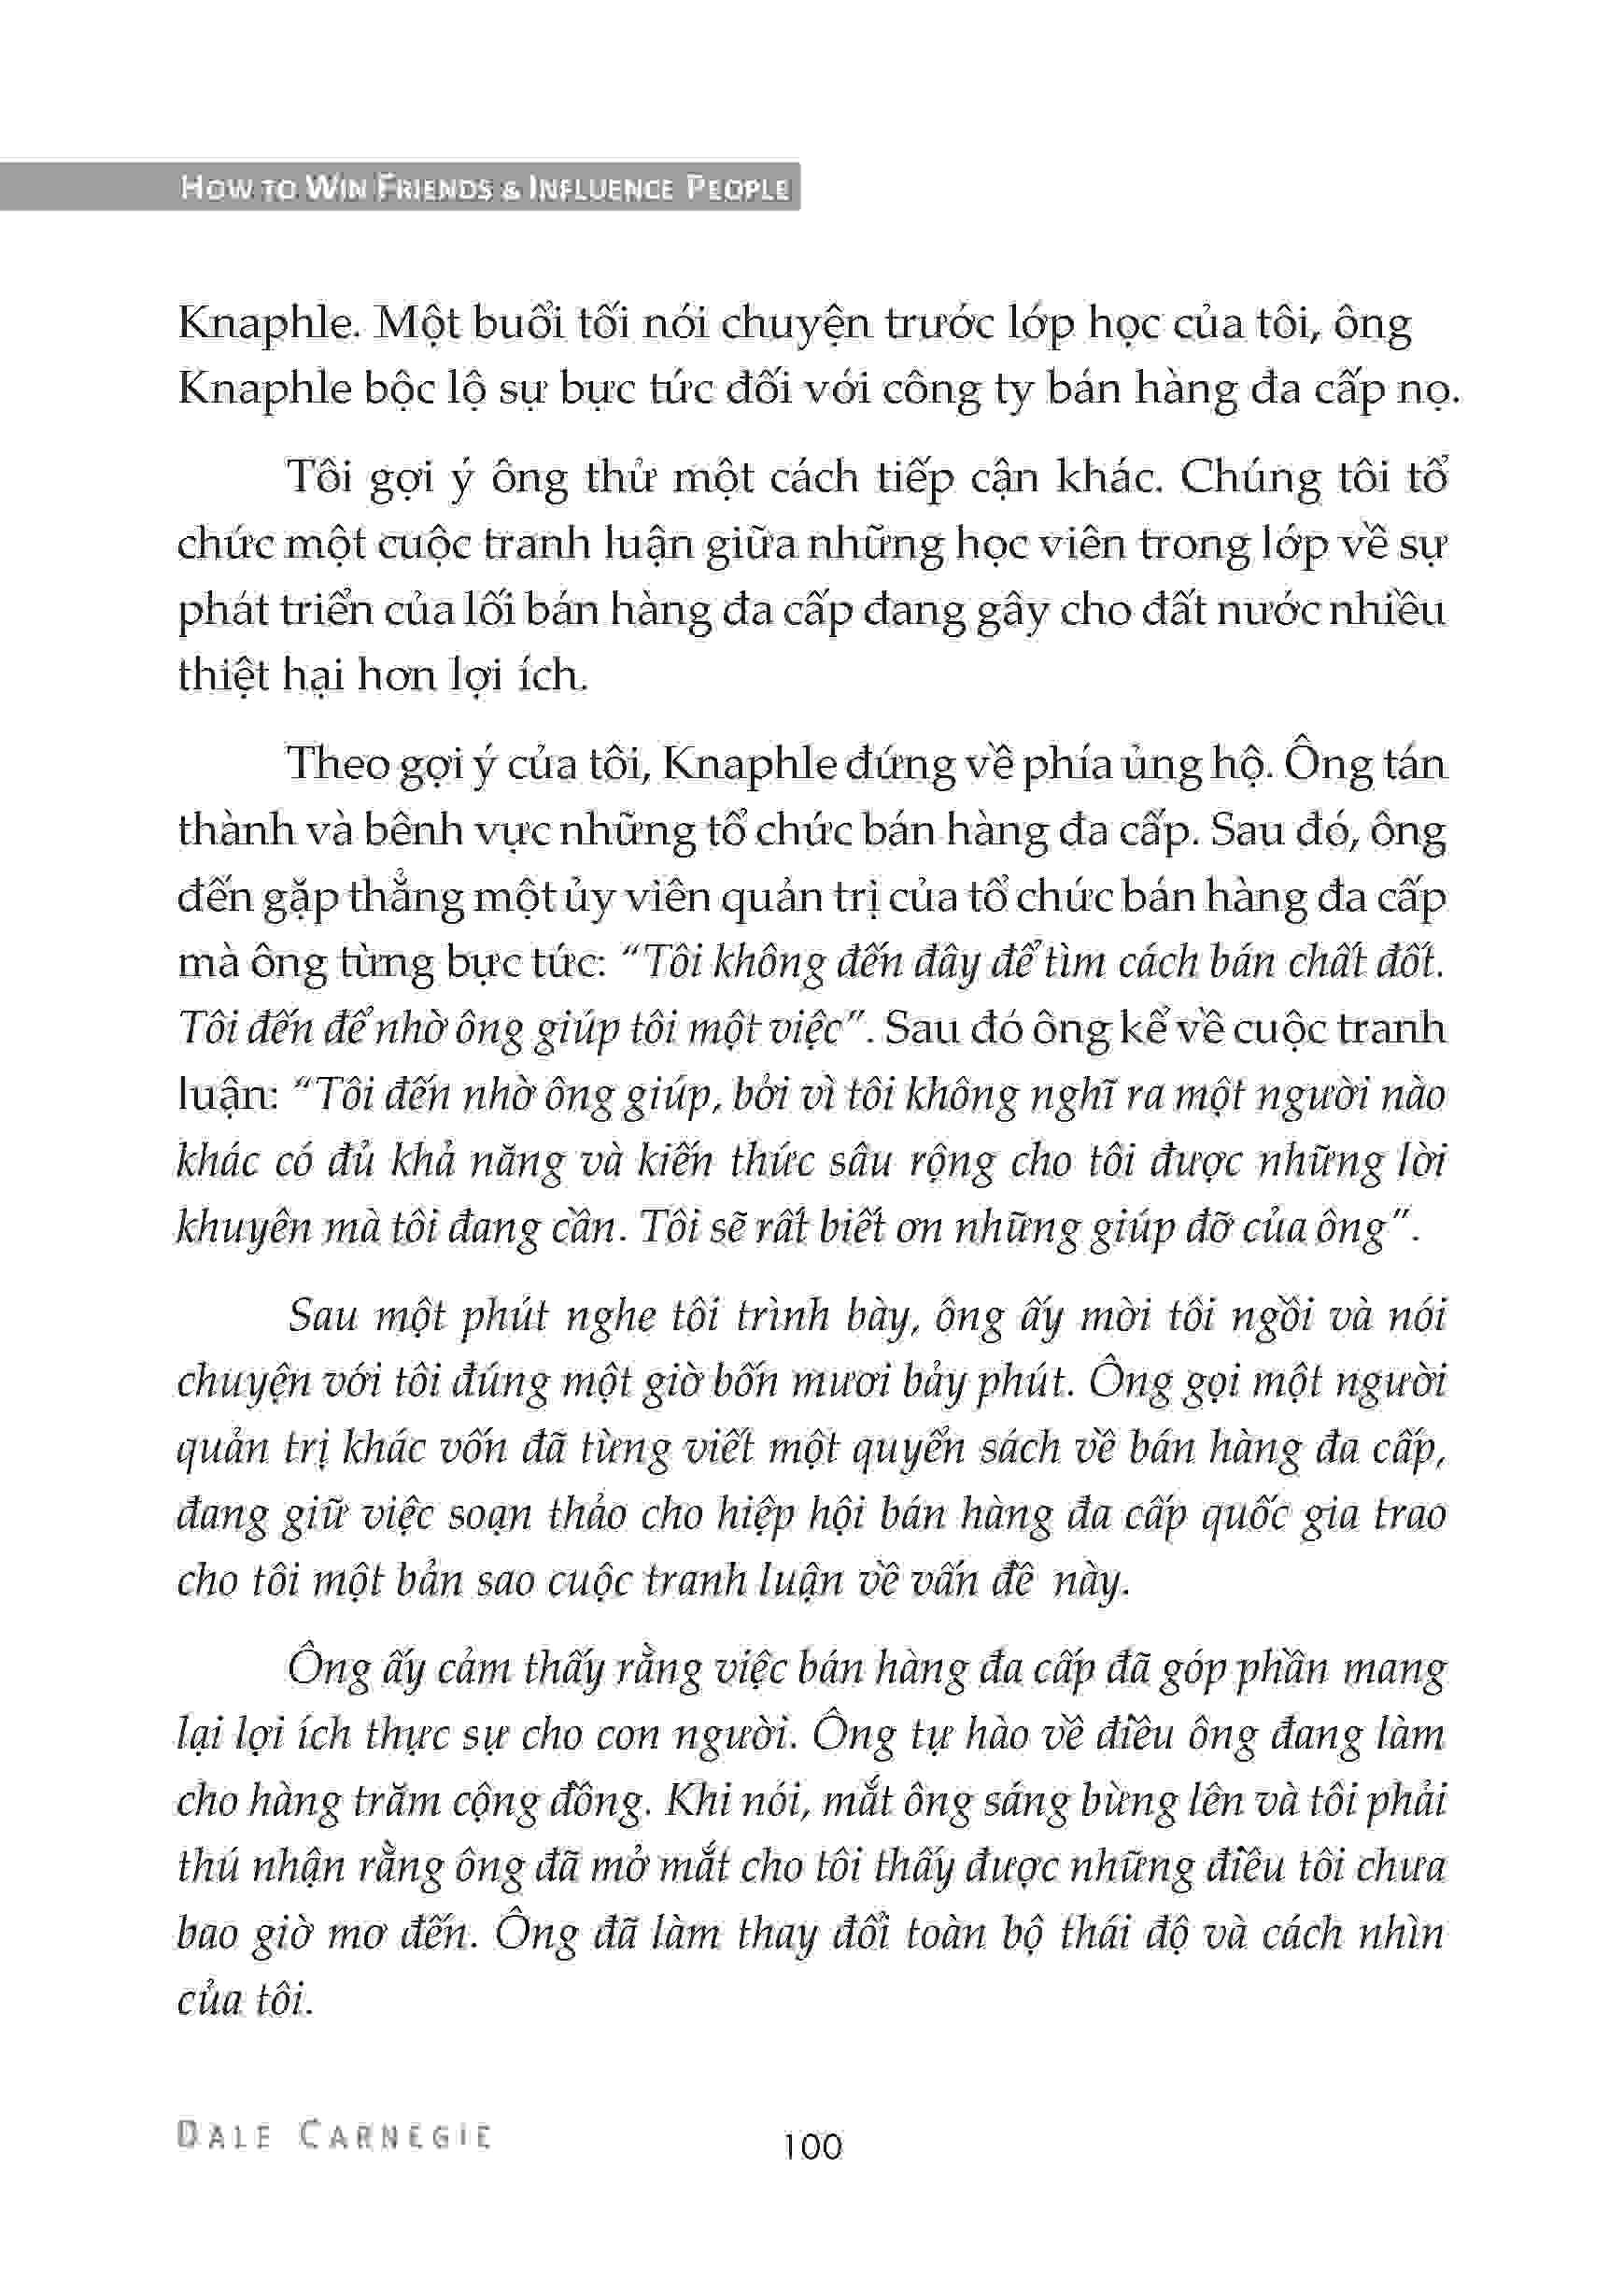 HOW TO WIN FRIENDS & INFLUENCE PEOPLE
Knaphle. Một buổi tối nói chuyện trước lớp học của tôi, ông
Knaphle bộc lộ sự bực tức đối với công ty bán hàng đa cấp nọ.
Tôi gợi ý ông thử một cách tiếp cận khác. Chúng tôi tổ
chức một cuộc tranh luận giữa những học viên trong lớp về sự
phát triển của lối bán hàng đa cấp đang gây cho đất nước nhiều
thiệt hại hơn lợi ích.
Theo gợi ý của tôi, Knaphle đứng về phía ủng hộ. Ông tán
thành và bênh vực những tổ chức bán hàng đa cấp. Sau đó, ông
đến gặp thẳng một ủy viên quản trị của tổ chức bán hàng đa cấp
mà ông từng bực tức: “Tôi không đến đây để tìm cách bán chất đốt.
Tôi đến để nhờ ông giúp tôi một việc”. Sau đó ông kể về cuộc tranh
luận: “Tôi đến nhờ ông giúp, bởi vì tôi không nghĩ ra một người nào
khác có đủ khả năng và kiến thức sâu rộng cho tôi được những lời
khuyên mà tôi đang cần. Tôi sẽ rất biết ơn những giúp đỡ của ông”.
Sau một phút nghe tôi trình bày, ông ấy mời tôi ngồi và nói
chuyện với tôi đúng một giờ bốn mươi bảy phút. Ông gọi một người
quản trị khác vốn đã từng viết một quyển sách về bán hàng đa cấp,
đang giữ việc soạn thảo cho hiệp hội bán hàng đa cấp quốc gia trao
cho tôi một bản sao cuộc tranh luận về vấn đề này.
Ông ấy cảm thấy rằng việc bán hàng đa cấp đã góp phần mang
lại lợi ích thực sự cho con người. Ông tự hào về điều ông đang làm
cho hàng trăm cộng đồng. Khi nói, mắt ông sáng bừng lên và tôi phải
thú nhận rằng ông đã mở mắt cho tôi thấy được những điều tôi chưa
bao giờ mơ đến. Ông đã làm thay đổi toàn bộ thái độ và cách nhìn
của tôi.
DALE CARNEGIE
100